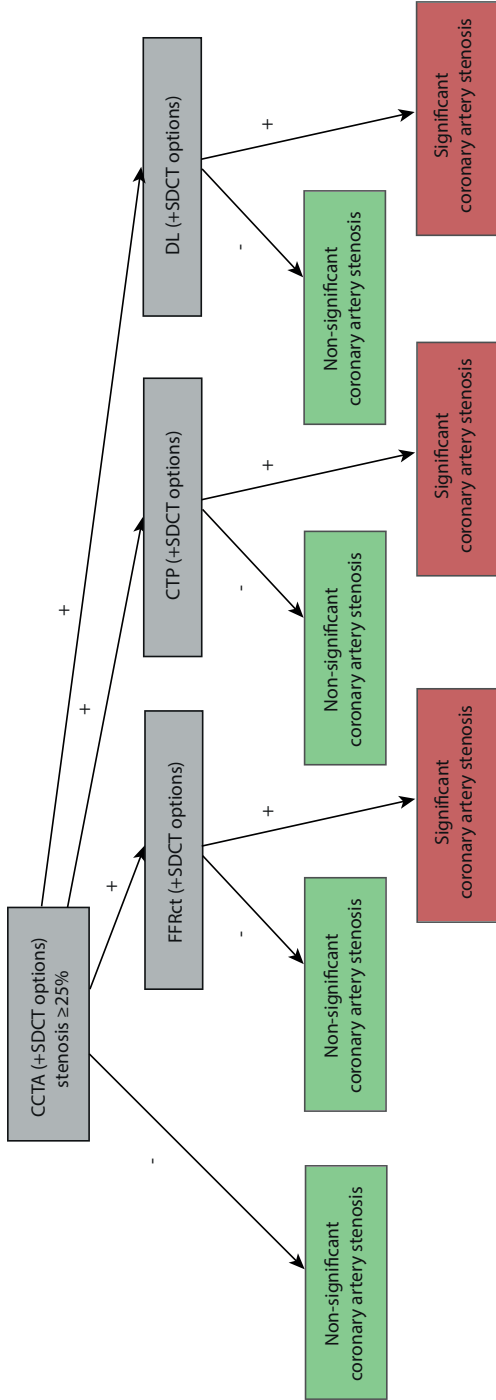 CCTA (+SDCT options)
stenosis ≥25%
-
+
+
+
FFRct (+SDCT options)
CTP (+SDCT options)
DL (+SDCT options)
-
+
-
+
-
+
Non-significant
coronary artery stenosis
Non-significant
coronary artery stenosis
Non-significant
coronary artery stenosis
Non-significant
coronary artery stenosis
Significant
coronary artery stenosis
Significant
coronary artery stenosis
Significant
coronary artery stenosis